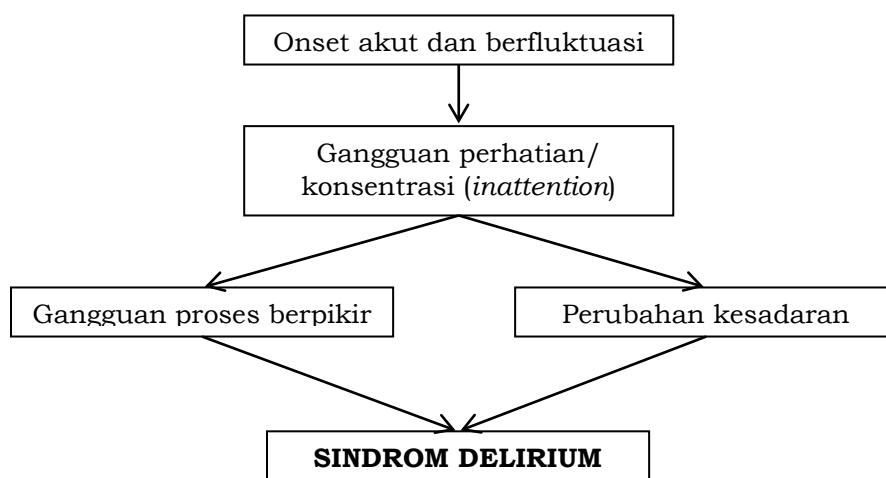 Onset akut dan berfluktuasi
Gangguan perhatian/
konsentrasi (inattention)
Gangguan proses berpikir
Perubahan kesadaran
SINDROM DELIRIUM